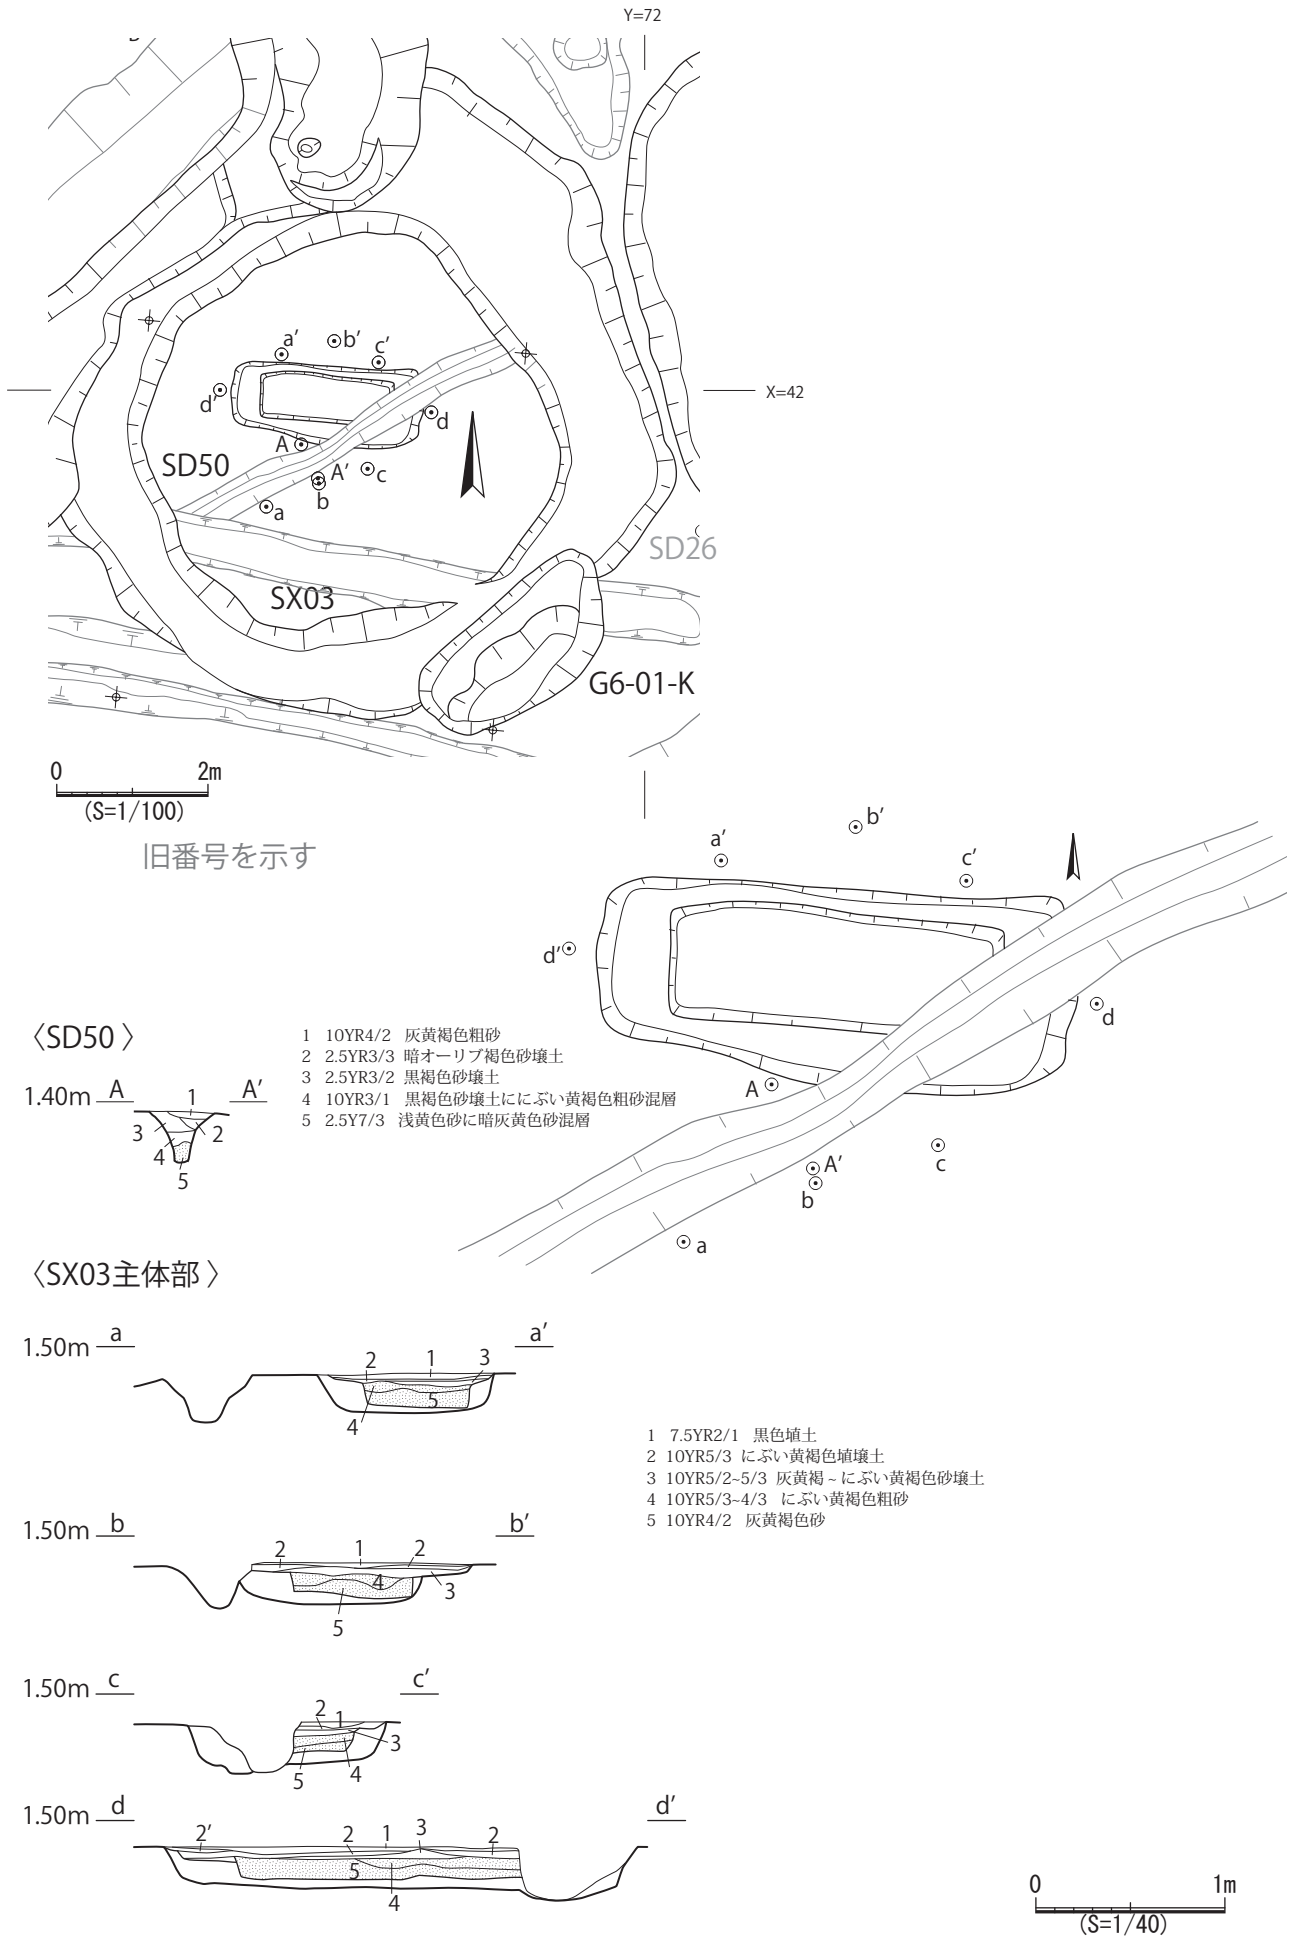 Y=72
a′
b′
c′
d′
X=42
d
A
SD50
A′
c
b
a
SD26
SX03
G6-01-K
0 2m
(S=1/100)
旧番号を示す
b′
a′
c′
d′
d
A
A′
c
b
a
〈SD50 〉
1.40m A A′
1
3 2
4
5
1 10YR4/2 灰黄褐色粗砂
2 2.5YR3/3 暗オーリブ褐色砂壌土
3 2.5YR3/2 黒褐色砂壌土
4 10YR3/1 黒褐色砂壌土ににぶい黄褐色粗砂混層
5 2.5Y7/3 浅黄色砂に暗灰黄色砂混層
〈SX03主体部 〉
1.50m a a′
2 1 3
5
4
1 7.5YR2/1 黒色埴土
2 10YR5/3 にぶい黄褐色埴壌土
3 10YR5/2~5/3 灰黄褐 ~ にぶい黄褐色砂壌土
4 10YR5/3~4/3 にぶい黄褐色粗砂
5 10YR4/2 灰黄褐色砂
1.50m b b′
2 1 2
4
3
5
1.50m c c′
2 1
3
5 4
1.50m d d′
2′ 2 1 3 2
5
4
0 1m
(S=1/40)